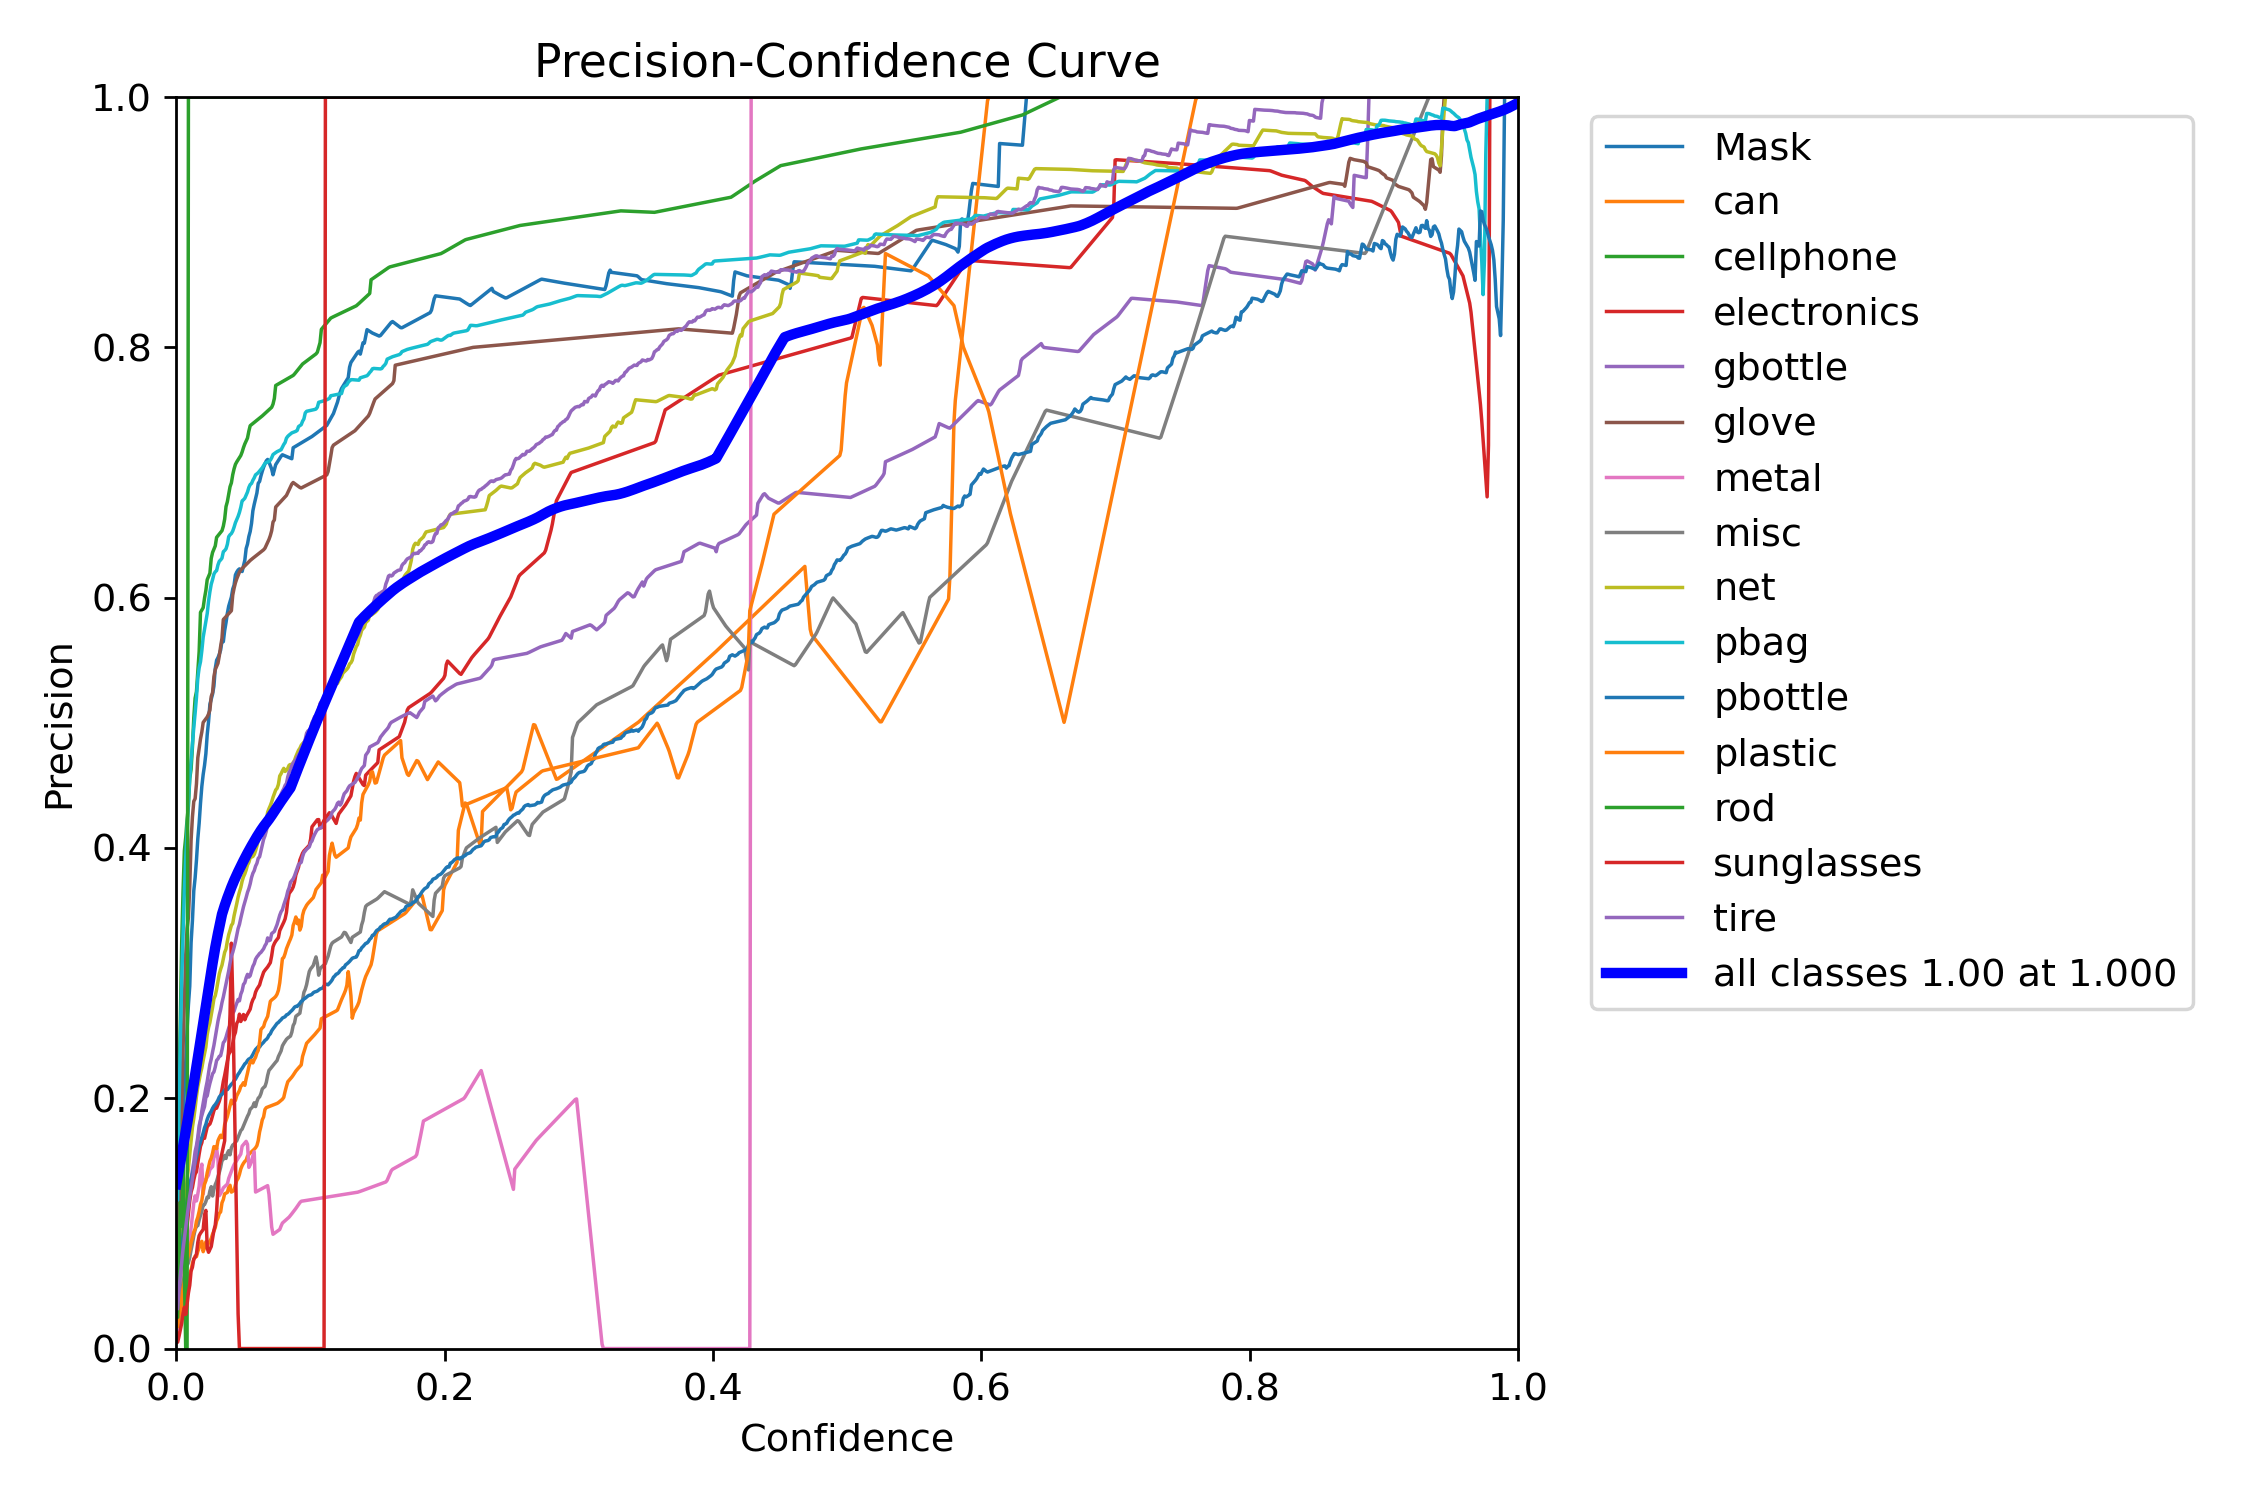 Precision-Confidence Curve
1.0
0.8
0.6
0.4
0.2
0.0
Precision
0.0 0.2 0.4 0.6 0.8 1.0
Confidence
Mask
can
cellphone
electronics
gbottle
glove
metal
misc
net
pbag
pbottle
plastic
rod
sunglasses
tire
all classes 1.00 at 1.000